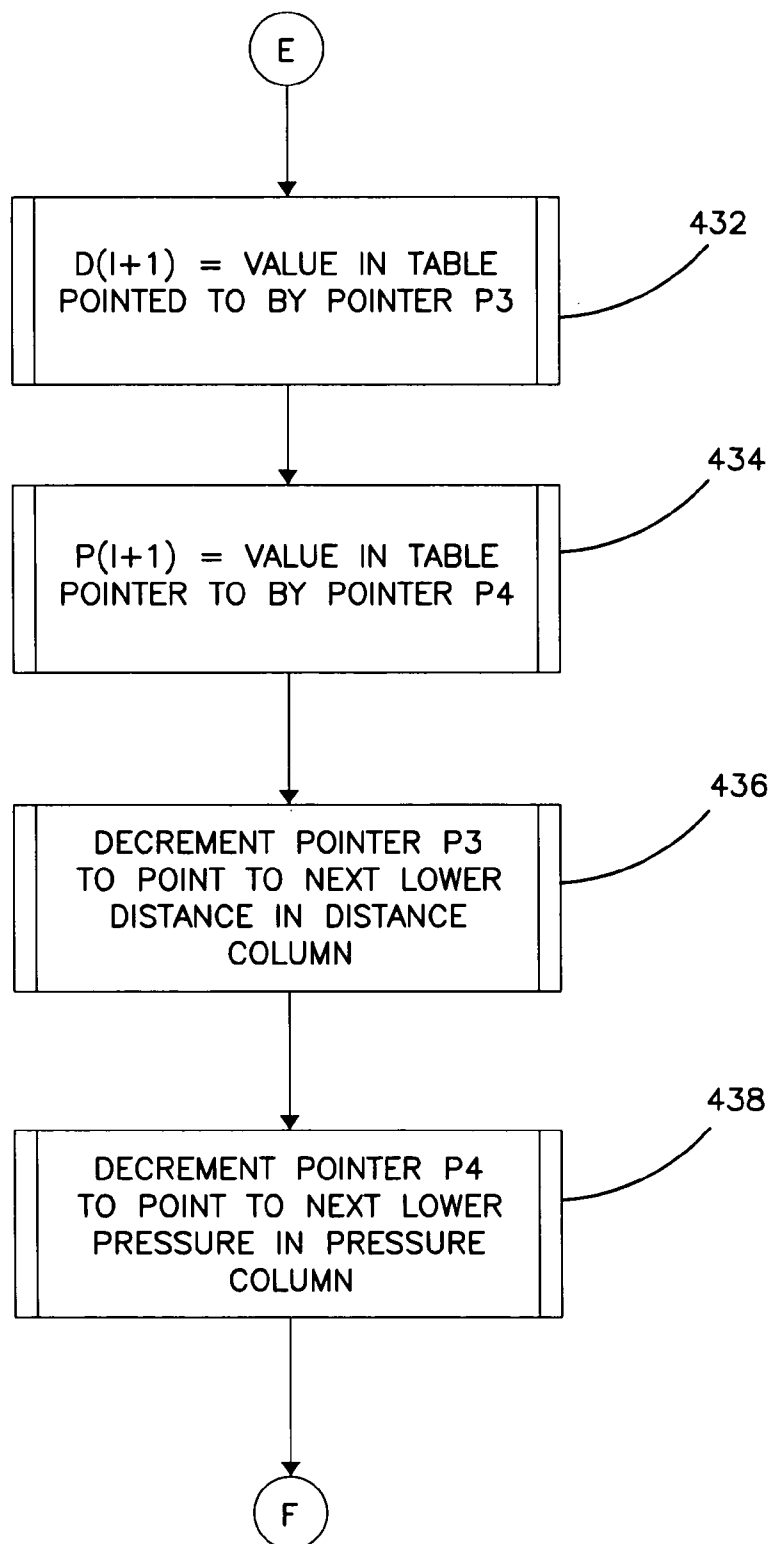 E
D(I+1) = VALUE IN TABLE
POINTED TO BY POINTER P3
432
P(I+1) = VALUE IN TABLE
POINTER TO BY POINTER P4
434
DECREMENT POINTER P3
TO POINT TO NEXT LOWER
DISTANCE IN DISTANCE
COLUMN
436
DECREMENT POINTER P4
TO POINT TO NEXT LOWER
PRESSURE IN PRESSURE
COLUMN
438
F